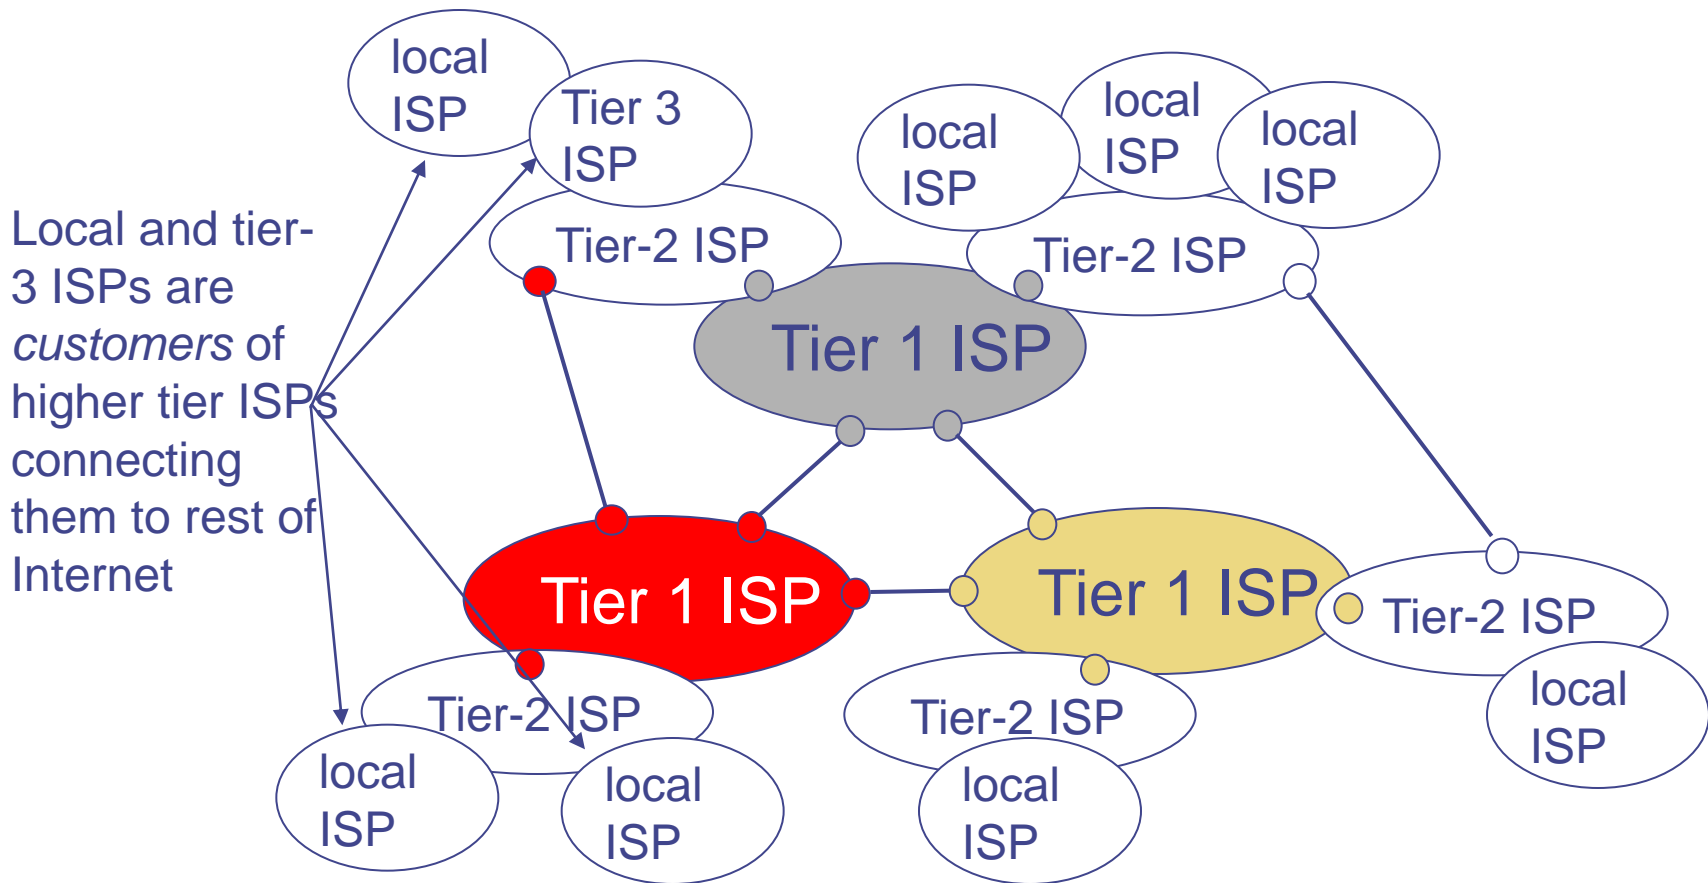 local
ISP
Tier 3
ISP
local
ISP
local
ISP
local
ISP
Local and tier-
3 ISPs are
customers of
higher tier ISPs
connecting
them to rest of
Internet
Tier-2 ISP
Tier-2 ISP
Tier 1 ISP
Tier 1 ISP
Tier 1 ISP
Tier-2 ISP
Tier-2 ISP
Tier-2 ISP
local
ISP
local
ISP
local
ISP
local
ISP